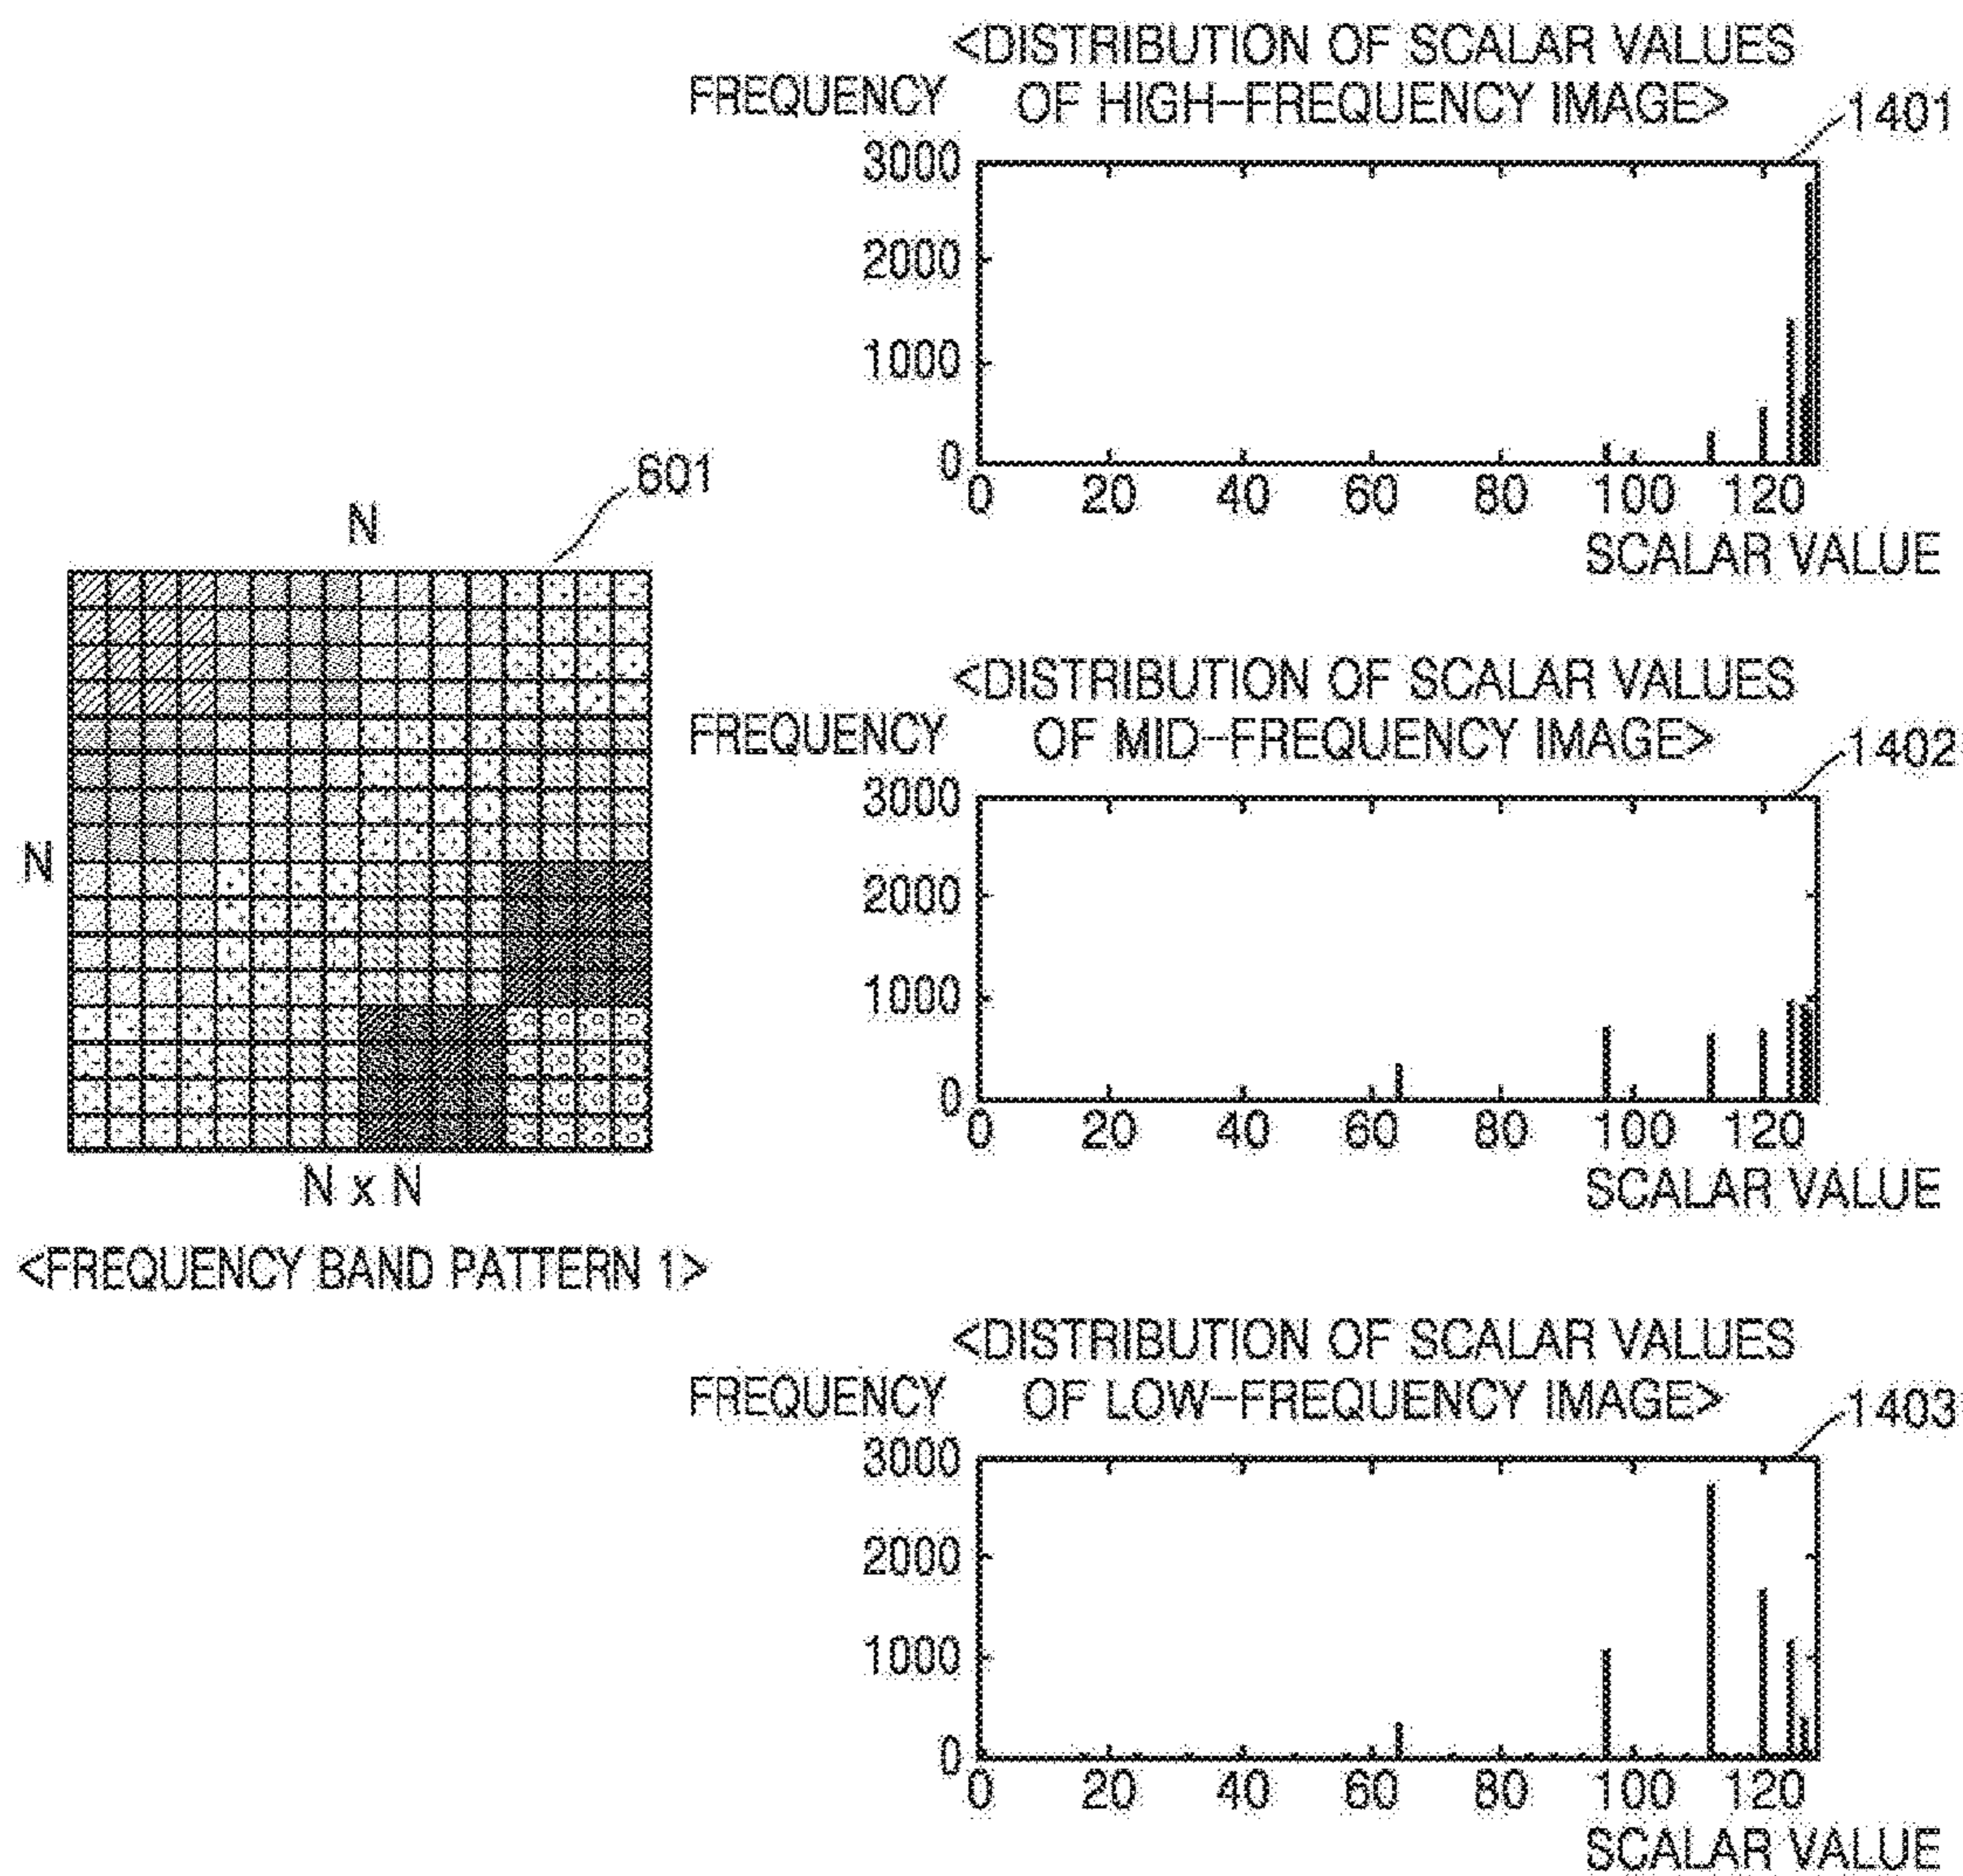 N
601
N
N x N
<FREQUENCY BAND PATTERN 1>
<DISTRIBUTION OF SCALAR VALUES
OF HIGH-FREQUENCY IMAGE>
FREQUENCY
1401
3000
2000
1000
0
0 20 40 60 80 100 120
SCALAR VALUE
<DISTRIBUTION OF SCALAR VALUES
OF MID-FREQUENCY IMAGE>
FREQUENCY
1402
3000
2000
1000
0
0 20 40 60 80 100 120
SCALAR VALUE
<DISTRIBUTION OF SCALAR VALUES
OF LOW-FREQUENCY IMAGE>
FREQUENCY
1403
3000
2000
1000
0
0 20 40 60 80 100 120
SCALAR VALUE